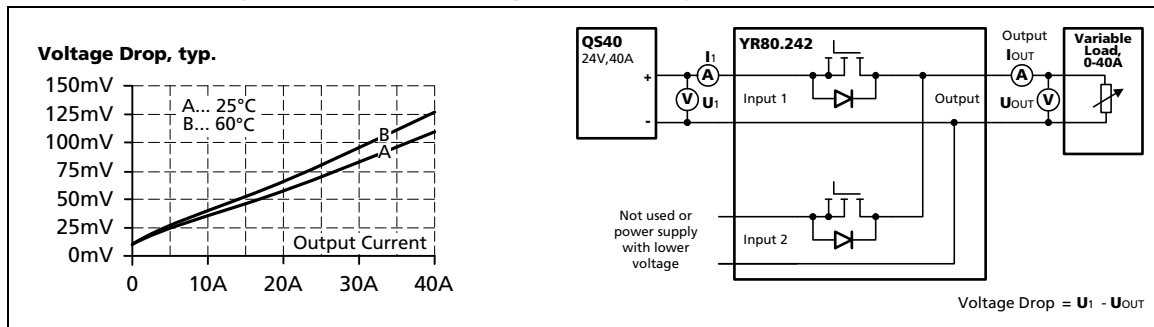 Voltage Drop, typ.
150mV
125mV
100mV
75mV
50mV
25mV
0mV
A... 25°C
B... 60°C
B
A
Output Current
0
10A
20A
30A
40A
QS40
24V,40A
+
-
I1
A
V
U1
YR80.242
Input 1
Output
Input 2
Not used or
power supply
with lower
voltage
Output
IOUT
A
UOUT
V
Variable
Load,
0-40A
Voltage Drop = U1 - UOUT